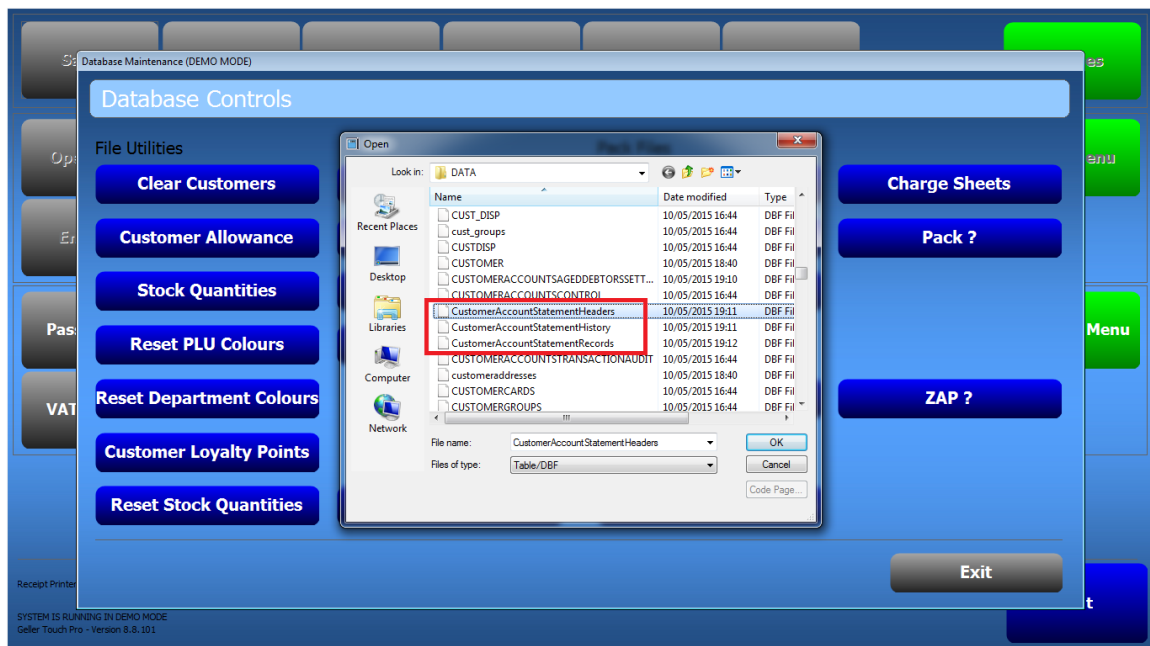 Sa
es
Database Maintenance (DEMO MODE)
Database Controls
File Utilities
Pack Files
Ope
enu
Er
Pass
Menu
VAT
Clear Customers
Customer Allowance
Stock Quantities
Reset PLU Colours
Reset Department Colours
Customer Loyalty Points
Reset Stock Quantities
Open
Look in: DATA
Name Date modified Type
Recent Places
Desktop
Libraries
Computer
Network
CUST_DISP 10/05/2015 16:44 DBF Fil
cust_groups 10/05/2015 16:44 DBF Fil
CUSTDISP 10/05/2015 16:44 DBF Fil
CUSTOMER 10/05/2015 18:40 DBF Fil
CUSTOMERACCOUNTSAGEDDEBTORSSETT... 10/05/2015 19:10 DBF Fil
CUSTOMERACCOUNTSCONTROL 10/05/2015 16:44 DBF Fil
CustomerAccountStatementHeaders 10/05/2015 19:11 DBF Fil
CustomerAccountStatementHistory 10/05/2015 19:11 DBF Fil
CustomerAccountStatementRecords 10/05/2015 19:12 DBF Fil
CUSTOMERACCOUNTSTRANSACTIONAUDIT 10/05/2015 16:44 DBF Fil
customeraddresses 10/05/2015 18:40 DBF Fil
CUSTOMERCARDS 10/05/2015 16:44 DBF Fil
CUSTOMERGROUPS 10/05/2015 16:44 DBF Fil
File name: CustomerAccountStatementHeaders
OK
Files of type: Table/DBF
Cancel
Code Page...
Charge Sheets
Pack ?
ZAP ?
Exit
t
Receipt Printer
SYSTEM IS RUNNING IN DEMO MODE
Geller Touch Pro - Version 8.8.101